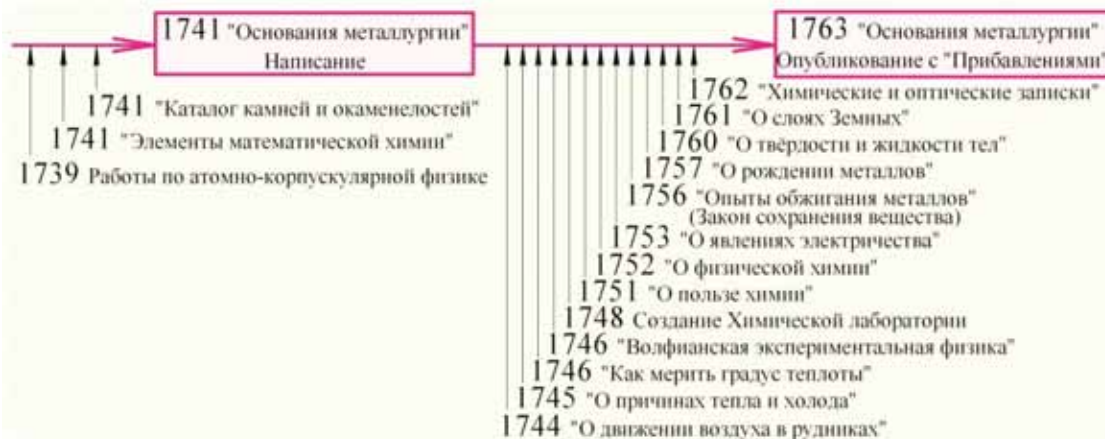 1741 "Основания металлургии"
Написание
1763 "Основания металлургии"
Опубликование с "Прибавлениями"
1741 "Каталог камней и окаменелостей"
1741 "Элементы математической химии"
1739 Работы по атомно-корпускулярной физике
1762 "Химические и оптические записки"
1761 "О слоях Земных"
1760 "О твёрдости и жидкости тел"
1757 "О рождении металлов"
1756 "Опыты обжигания металлов"
(Закон сохранения вещества)
1753 "О явлениях электричества"
1752 "О физической химии"
1751 "О пользе химии"
1748 Создание Химической лаборатории
1746 "Волфианская экспериментальная физика"
1746 "Как мерить градус теплоты"
1745 "О причинах тепла и холода"
1744 "О движении воздуха в рудниках"